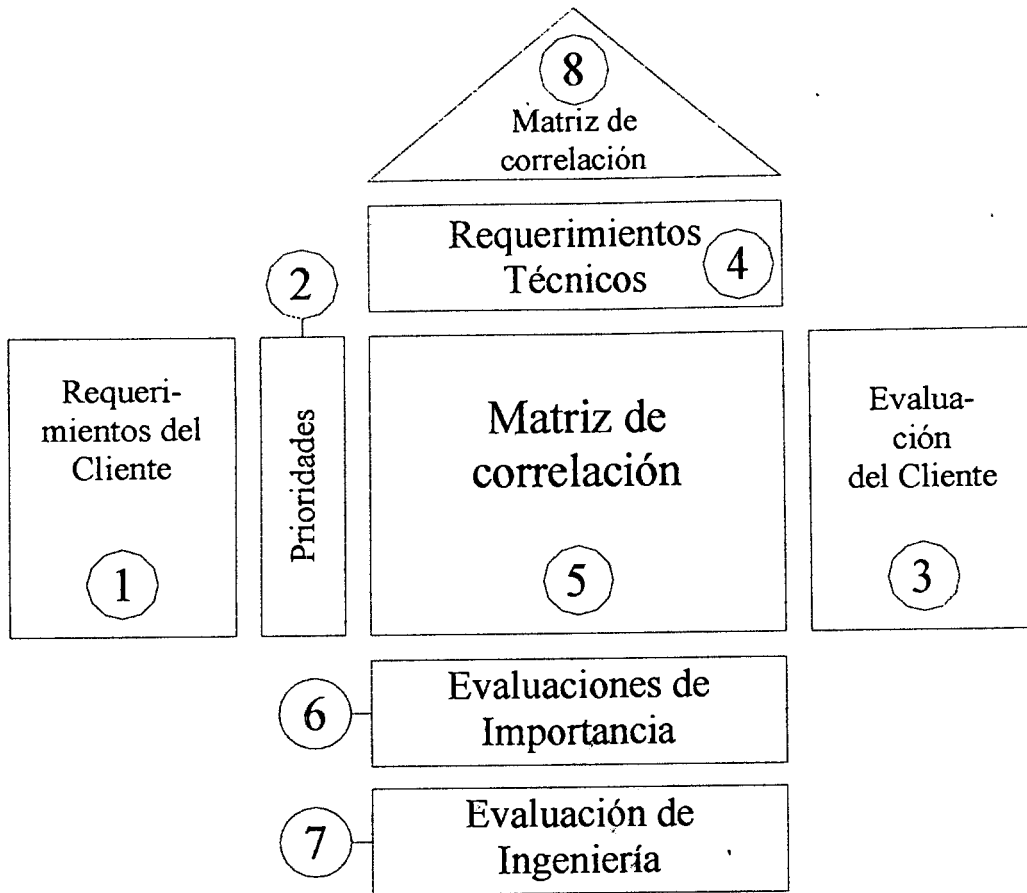 8
Matriz de
correlación
Requerimientos
Técnicos
4
2
Requeri-
mientos del
Cliente
1
Prioridades
Matriz de
correlación
5
Evalua-
ción
del Cliente
3
6
Evaluaciones de
Importancia
7
Evaluación de
Ingeniería